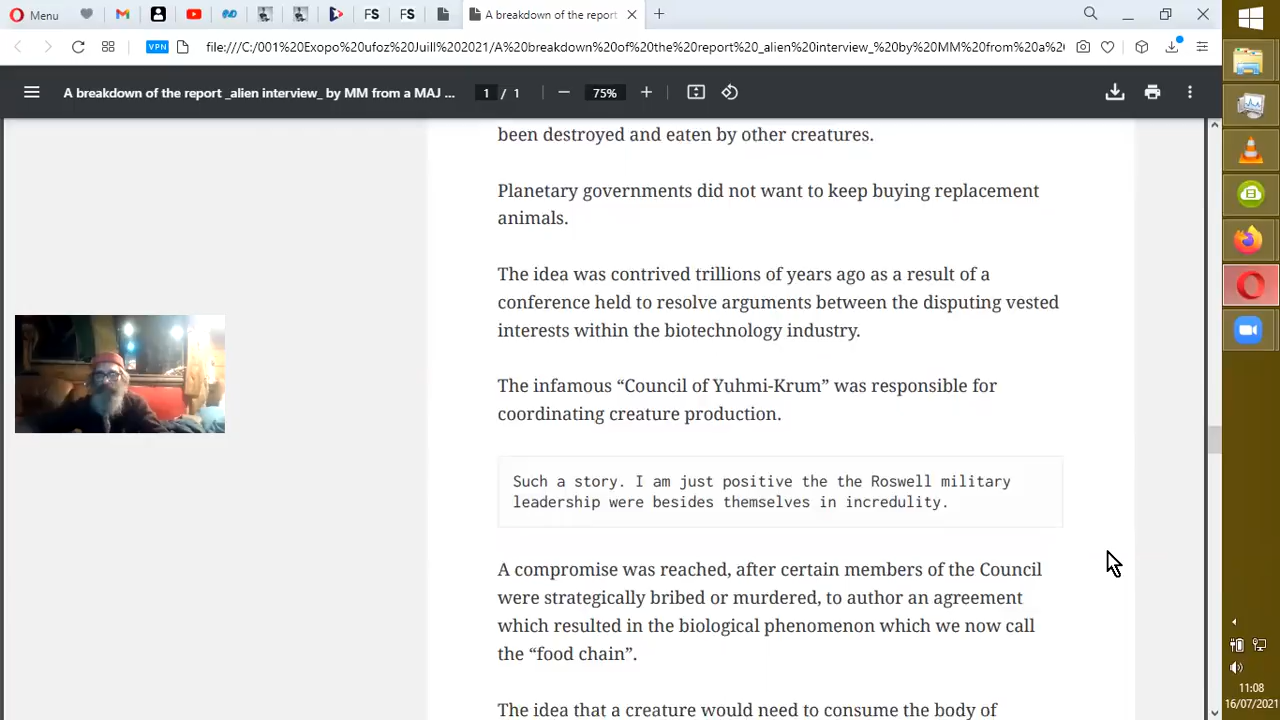 Menu
FS
FS
A breakdown of the report
VPN
file:///C:/001%20Exopo%20ufoz%20Juill%202021/A%20breakdown%20of%20the%20report%20_alien%20interview_%20by%20MM%20from%20a%20
A breakdown of the report _alien interview_ by MM from a MAJ ...
1 / 1
75%
been destroyed and eaten by other creatures.
Planetary governments did not want to keep buying replacement
animals.
The idea was contrived trillions of years ago as a result of a
conference held to resolve arguments between the disputing vested
interests within the biotechnology industry.
The infamous “Council of Yuhmi-Krum” was responsible for
coordinating creature production.
Such a story. I am just positive the the Roswell military
leadership were besides themselves in incredulity.
A compromise was reached, after certain members of the Council
were strategically bribed or murdered, to author an agreement
which resulted in the biological phenomenon which we now call
the “food chain”.
The idea that a creature would need to consume the body of
11:08
16/07/2021